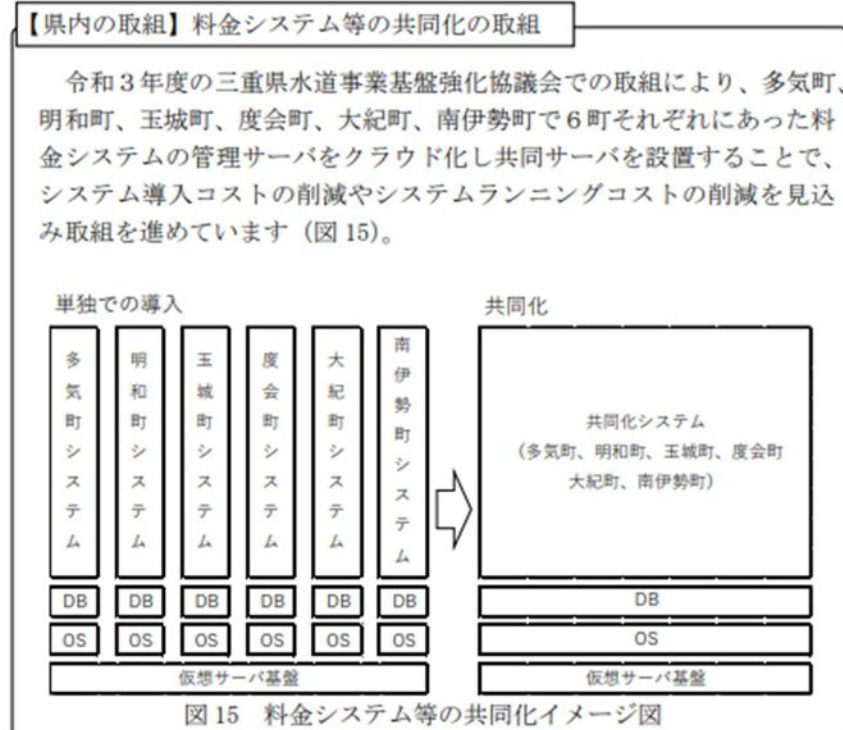 【県内の取組】料金システム等の共同化の取組
　令和３年度の三重県水道事業基盤強化協議会での取組により、多気町、
明和町、玉城町、度会町、大紀町、南伊勢町で６町それぞれにあった料
金システムの管理サーバをクラウド化し共同サーバを設置することで、
システム導入コストの削減やシステムランニングコストの削減を見込
み取組を進めています（図 15）。
単独での導入
多気町システム
明和町システム
玉城町システム
度会町システム
大紀町システム
南伊勢町システム
DB DB DB DB DB DB
OS OS OS OS OS OS
仮想サーバ基盤
共同化
共同化システム
（多気町、明和町、玉城町、度会町
大紀町、南伊勢町）
DB
OS
仮想サーバ基盤
図 15　料金システム等の共同化イメージ図